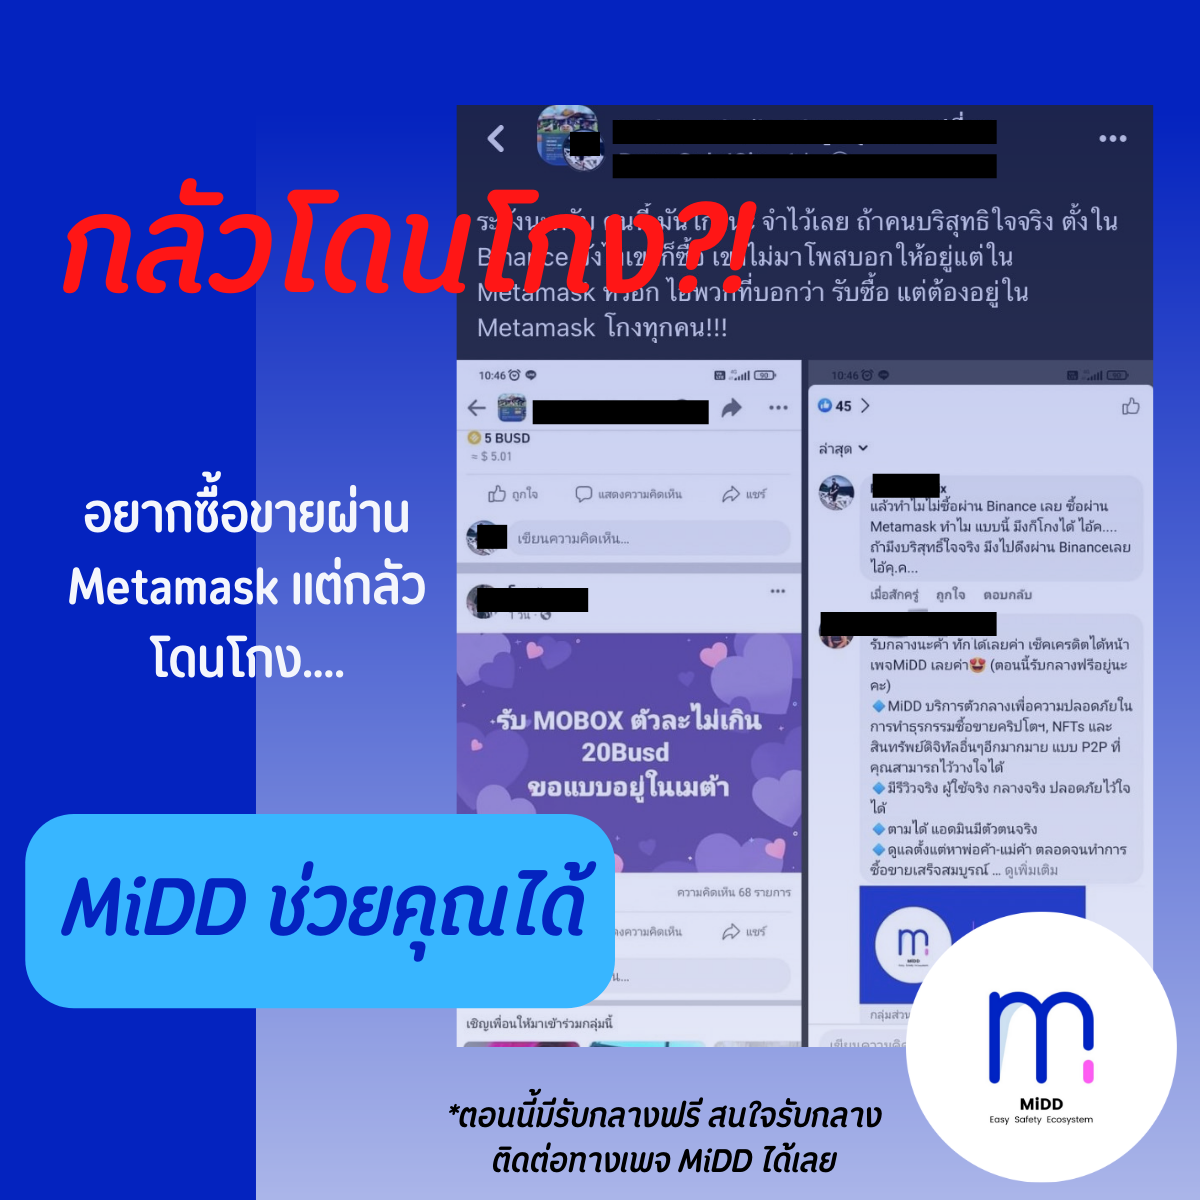 กลัวโดนโกง?!
จำไว้เลย ถ้าคนบริสุทธิใจจริง ตั้งใน
เขาก็ซื้อ เขาไม่มาโพสบอกให้อยู่แต่ใน
Metamask หรอก ไอ้พวกที่บอกว่า รับซื้อ แต่ต้องอยู่ใน
Metamask โกงทุกคน!!!
10:46
5 BUSD
≈ $ 5.01
ถูกใจ
แสดงความคิดเห็น
แชร์
เขียนความคิดเห็น...
1 วัน
รับ MOBOX ตัวละไม่เกิน
20Busd
ขอแบบอยู่ในเมต้า
ความคิดเห็น 68 รายการ
แชร์
เชิญเพื่อนให้มาเข้าร่วมกลุ่มนี้
10:46
45
ล่าสุด
แล้วทำไมไม่ซื้อผ่าน Binance เลย ซื้อผ่าน
Metamask ทำไม แบบนี้ มึงก็โกงได้ ไอ้ค....
ถ้ามึงบริสุทธิ์ใจจริง มึงไปดึงผ่าน Binanceเลย
ไอ้คุ.ค...
เมื่อสักครู่ ถูกใจ ตอบกลับ
รับกลางนะค้า ทักได้เลยค่า เช็คเครดิตได้หน้า
เพจMiDD เลยค่า😍 (ตอนนี้รับกลางฟรีอยู่นะ
คะ)
🔹MiDD บริการตัวกลางเพื่อความปลอดภัยใน
การทำธุรกรรมซื้อขายคริปโตฯ, NFTs และ
สินทรัพย์ดิจิทัลอื่นๆอีกมากมาย แบบ P2P ที่
คุณสามารถไว้วางใจได้
🔹มีรีวิวจริง ผู้ใช้จริง กลางจริง ปลอดภัยไว้ใจ
ได้
🔹ตามได้ แอดมินมีตัวตนจริง
🔹ดูแลตั้งแต่หาพ่อค้า-แม่ค้า ตลอดจนทำการ
ซื้อขายเสร็จสมบูรณ์ ... ดูเพิ่มเติม
อยากซื้อขายผ่าน
Metamask แต่กลัว
โดนโกง....
MiDD ช่วยคุณได้
MiDD
Easy Safety Ecosystem
*ตอนนี้มีรับกลางฟรี สนใจรับกลาง
ติดต่อทางเพจ MiDD ได้เลย